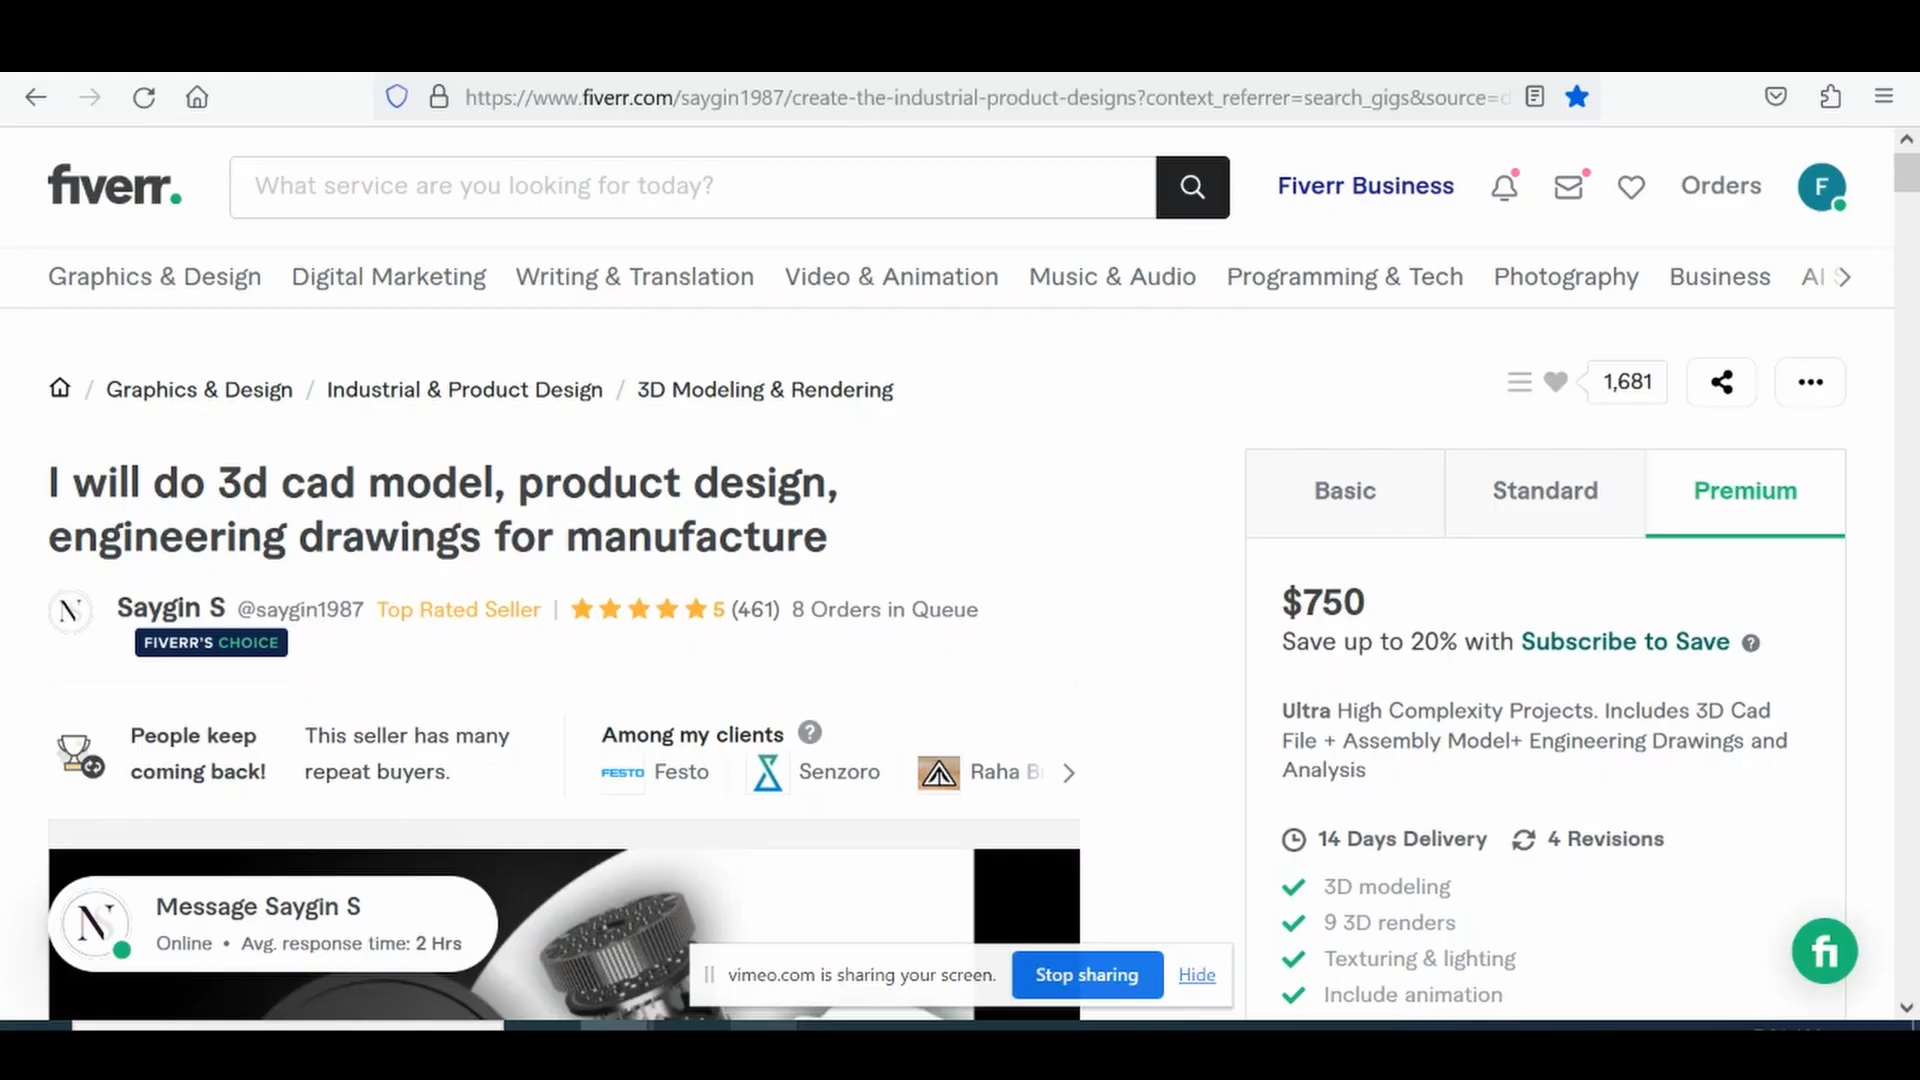 https://www.fiverr.com/saygin1987/create-the-industrial-product-designs?context_referrer=search_gigs&source=
fiverr.
What service are you looking for today?
Fiverr Business
Orders
F
Graphics & Design
Digital Marketing
Writing & Translation
Video & Animation
Music & Audio
Programming & Tech
Photography
Business
AI
/ Graphics & Design / Industrial & Product Design / 3D Modeling & Rendering
1,681
I will do 3d cad model, product design,
engineering drawings for manufacture
Saygin S @saygin1987 Top Rated Seller | 5 (461) 8 Orders in Queue
FIVERR'S CHOICE
People keep
coming back!
This seller has many
repeat buyers.
Among my clients ?
FESTO Festo
Senzoro
Raha
Message Saygin S
Online • Avg. response time: 2 Hrs
Basic
Standard
Premium
$750
Save up to 20% with Subscribe to Save ?
Ultra High Complexity Projects. Includes 3D Cad
File + Assembly Model+ Engineering Drawings and
Analysis
14 Days Delivery
4 Revisions
3D modeling
9 3D renders
Texturing & lighting
Include animation
fi
vimeo.com is sharing your screen.
Stop sharing
Hide